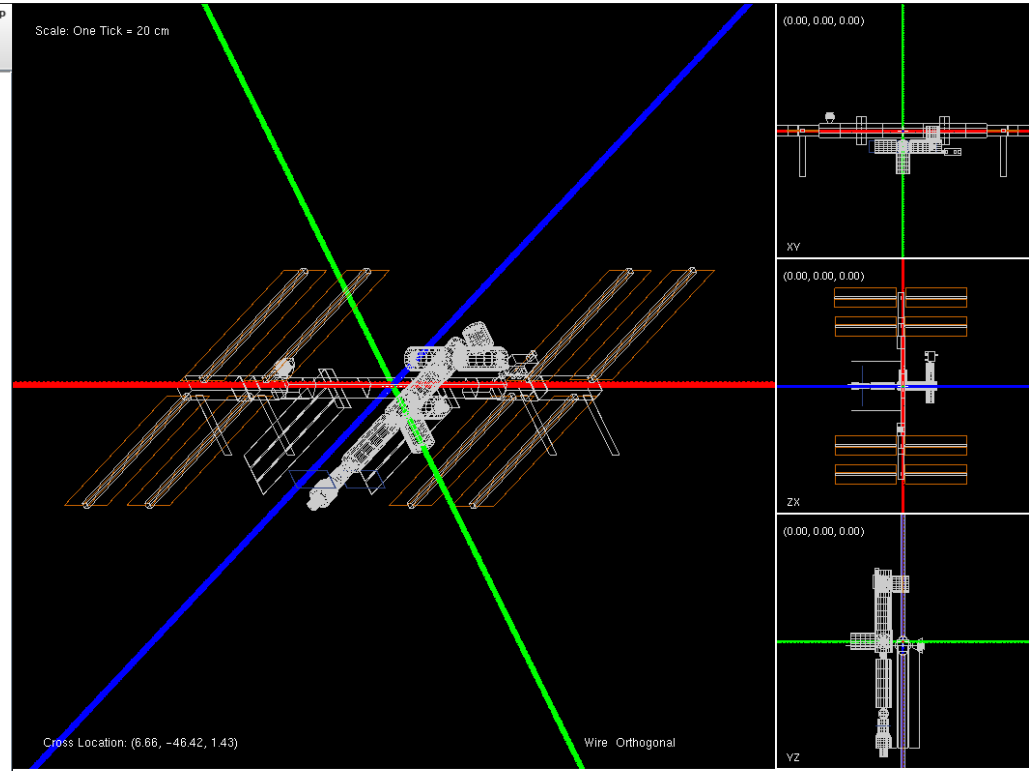 p
Scale: One Tick = 20 cm
Cross Location: (6.66, −46.42, 1.43)
Wire Orthogonal
(0.00, 0.00, 0.00)
XY
(0.00, 0.00, 0.00)
ZX
(0.00, 0.00, 0.00)
YZ